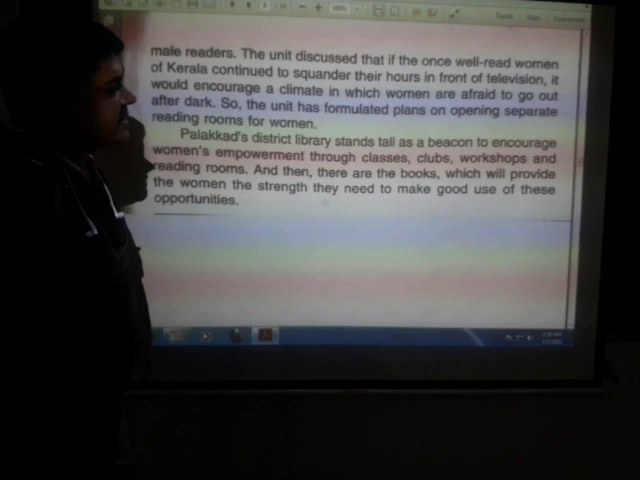 Tools Sign Comment
male readers. The unit discussed that if the once well-read women
of Kerala continued to squander their hours in front of television, it
would encourage a climate in which women are afraid to go out
after dark. So, the unit has formulated plans on opening separate
reading rooms for women.
Palakkad's district library stands tall as a beacon to encourage
women's empowerment through classes, clubs, workshops and
reading rooms. And then, there are the books, which will provide
the women the strength they need to make good use of these
opportunities.